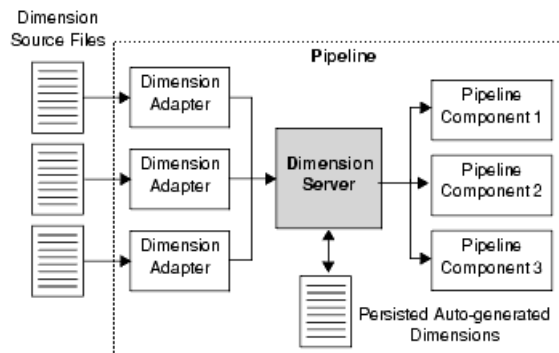 Dimension
Source Files
Pipeline
Dimension
Adapter
Dimension
Adapter
Dimension
Adapter
Dimension
Server
Pipeline
Component 1
Pipeline
Component 2
Pipeline
Component 3
Persisted Auto-generated
Dimensions